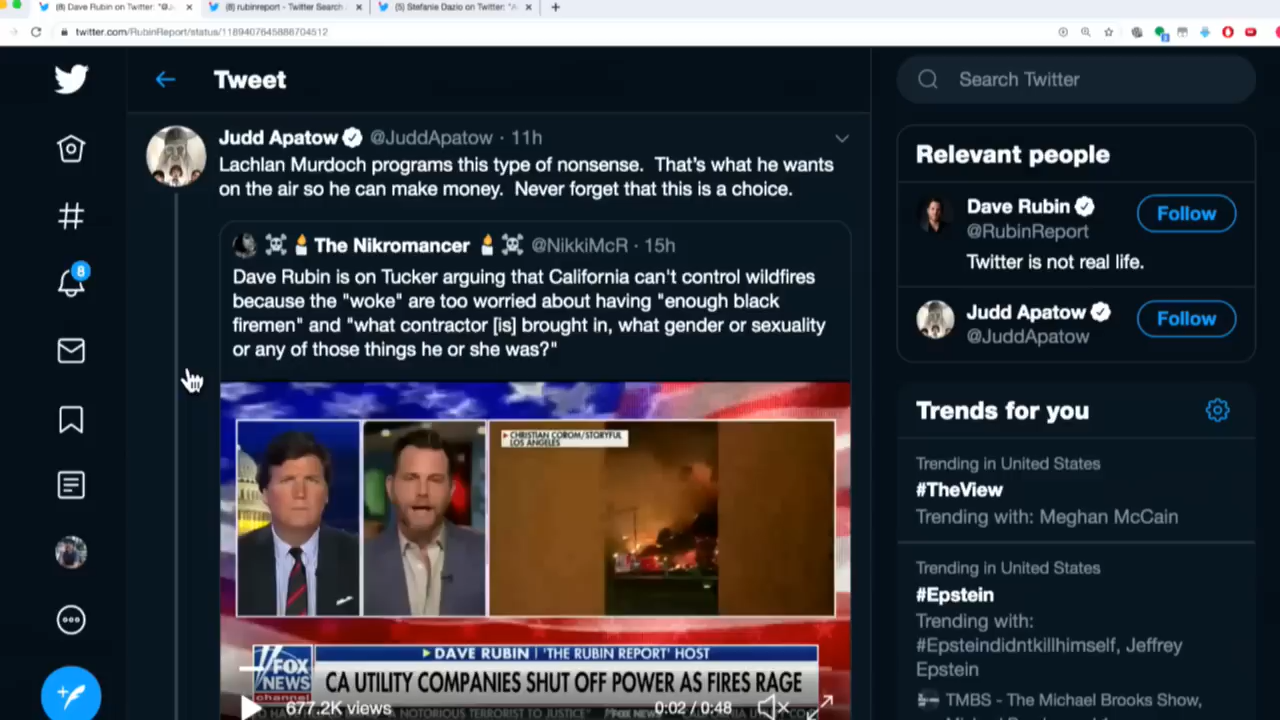 (8) Dave Rubin on Twitter: "@J
(8) rubinreport - Twitter Search
(5) Stefanie Dazio on Twitter: "A
twitter.com/RubinReport/status/1189407645886704512
Tweet
Search Twitter
Judd Apatow @JuddApatow · 11h
Lachlan Murdoch programs this type of nonsense. That's what he wants
on the air so he can make money. Never forget that this is a choice.
The Nikromancer @NikkiMcR · 15h
Dave Rubin is on Tucker arguing that California can't control wildfires
because the "woke" are too worried about having "enough black
firemen" and "what contractor [is] brought in, what gender or sexuality
or any of those things he or she was?"
CHRISTIAN COROM/STORYFUL
LOS ANGELES
DAVE RUBIN | 'THE RUBIN REPORT' HOST
FOX
NEWS
channel
CA UTILITY COMPANIES SHUT OFF POWER AS FIRES RAGE
677.2K views
0:02 / 0:48
NOTORIOUS TERRORIST TO JUSTICE"
8
Relevant people
Dave Rubin
@RubinReport
Follow
Twitter is not real life.
Judd Apatow
@JuddApatow
Follow
Trends for you
Trending in United States
#TheView
Trending with: Meghan McCain
Trending in United States
#Epstein
Trending with:
#Epsteindidntkillhimself, Jeffrey
Epstein
TMBS - The Michael Brooks Show,